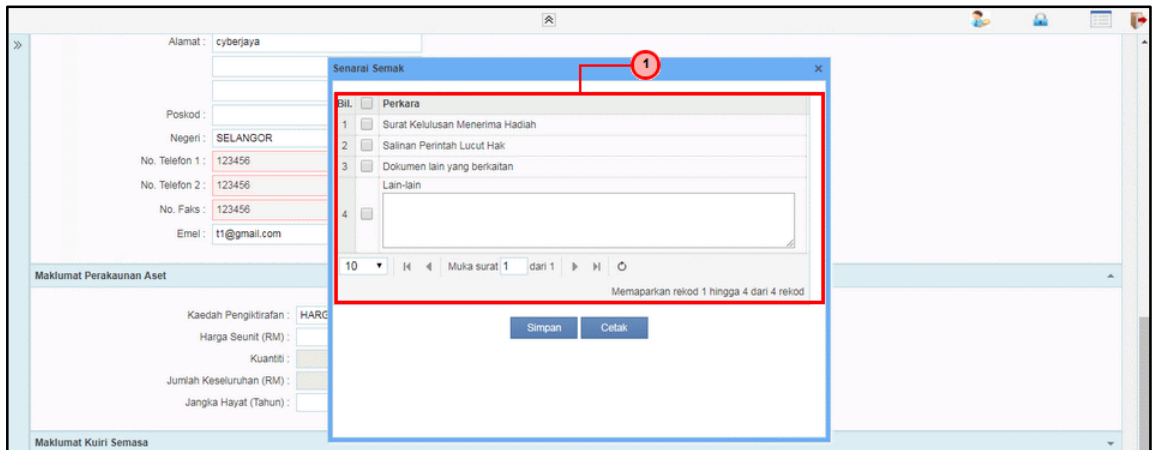 Alamat : cyberjaya
Poskod :
Negeri : SELANGOR
No. Telefon 1 : 123456
No. Telefon 2 : 123456
No. Faks : 123456
Emel : t1@gmail.com
Maklumat Perakaunan Aset
Kaedah Pengiktirafan : HARG
Harga Seunit (RM) :
Kuantiti :
Jumlah Keseluruhan (RM) :
Jangka Hayat (Tahun) :
Maklumat Kuiri Semasa
Senarai Semak
1
Bil. Perkara
1 Surat Kelulusan Menerima Hadiah
2 Salinan Perintah Lucut Hak
3 Dokumen lain yang berkaitan
4 Lain-lain
10 Muka surat 1 dari 1
Memaparkan rekod 1 hingga 4 dari 4 rekod
Simpan Cetak